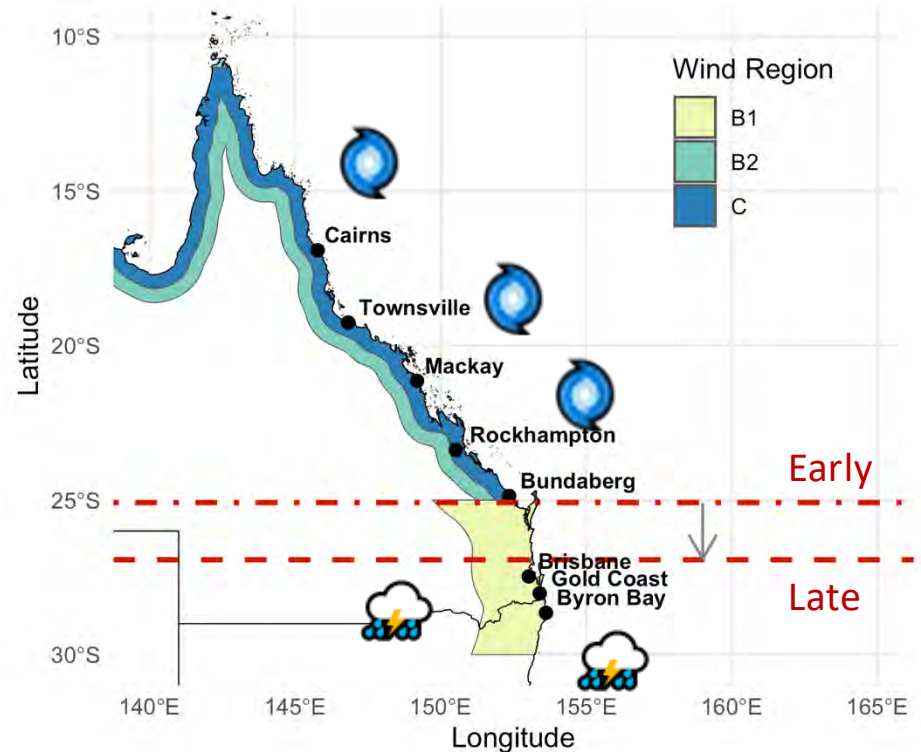 10°S
15°S
20°S
25°S
30°S
Latitude
Wind Region
B1
B2
C
Cairns
Townsville
Mackay
Rockhampton
Bundaberg
Early
Brisbane
Gold Coast
Byron Bay
Late
140°E
145°E
150°E
155°E
160°E
165°E
Longitude